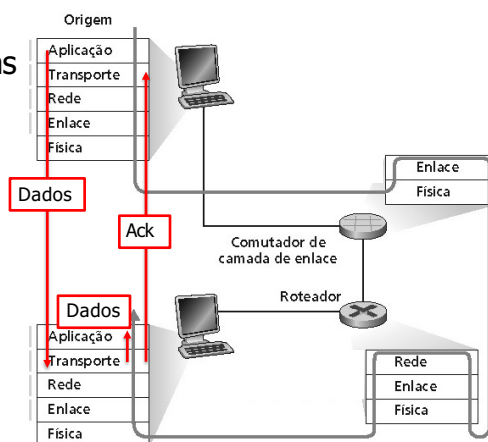 Origem
Aplicação
Transporte
Rede
Enlace
Física
Dados
Ack
Enlace
Física
Comutador de
camada de enlace
Roteador
Dados
Aplicação
Transporte
Rede
Enlace
Física
Rede
Enlace
Física